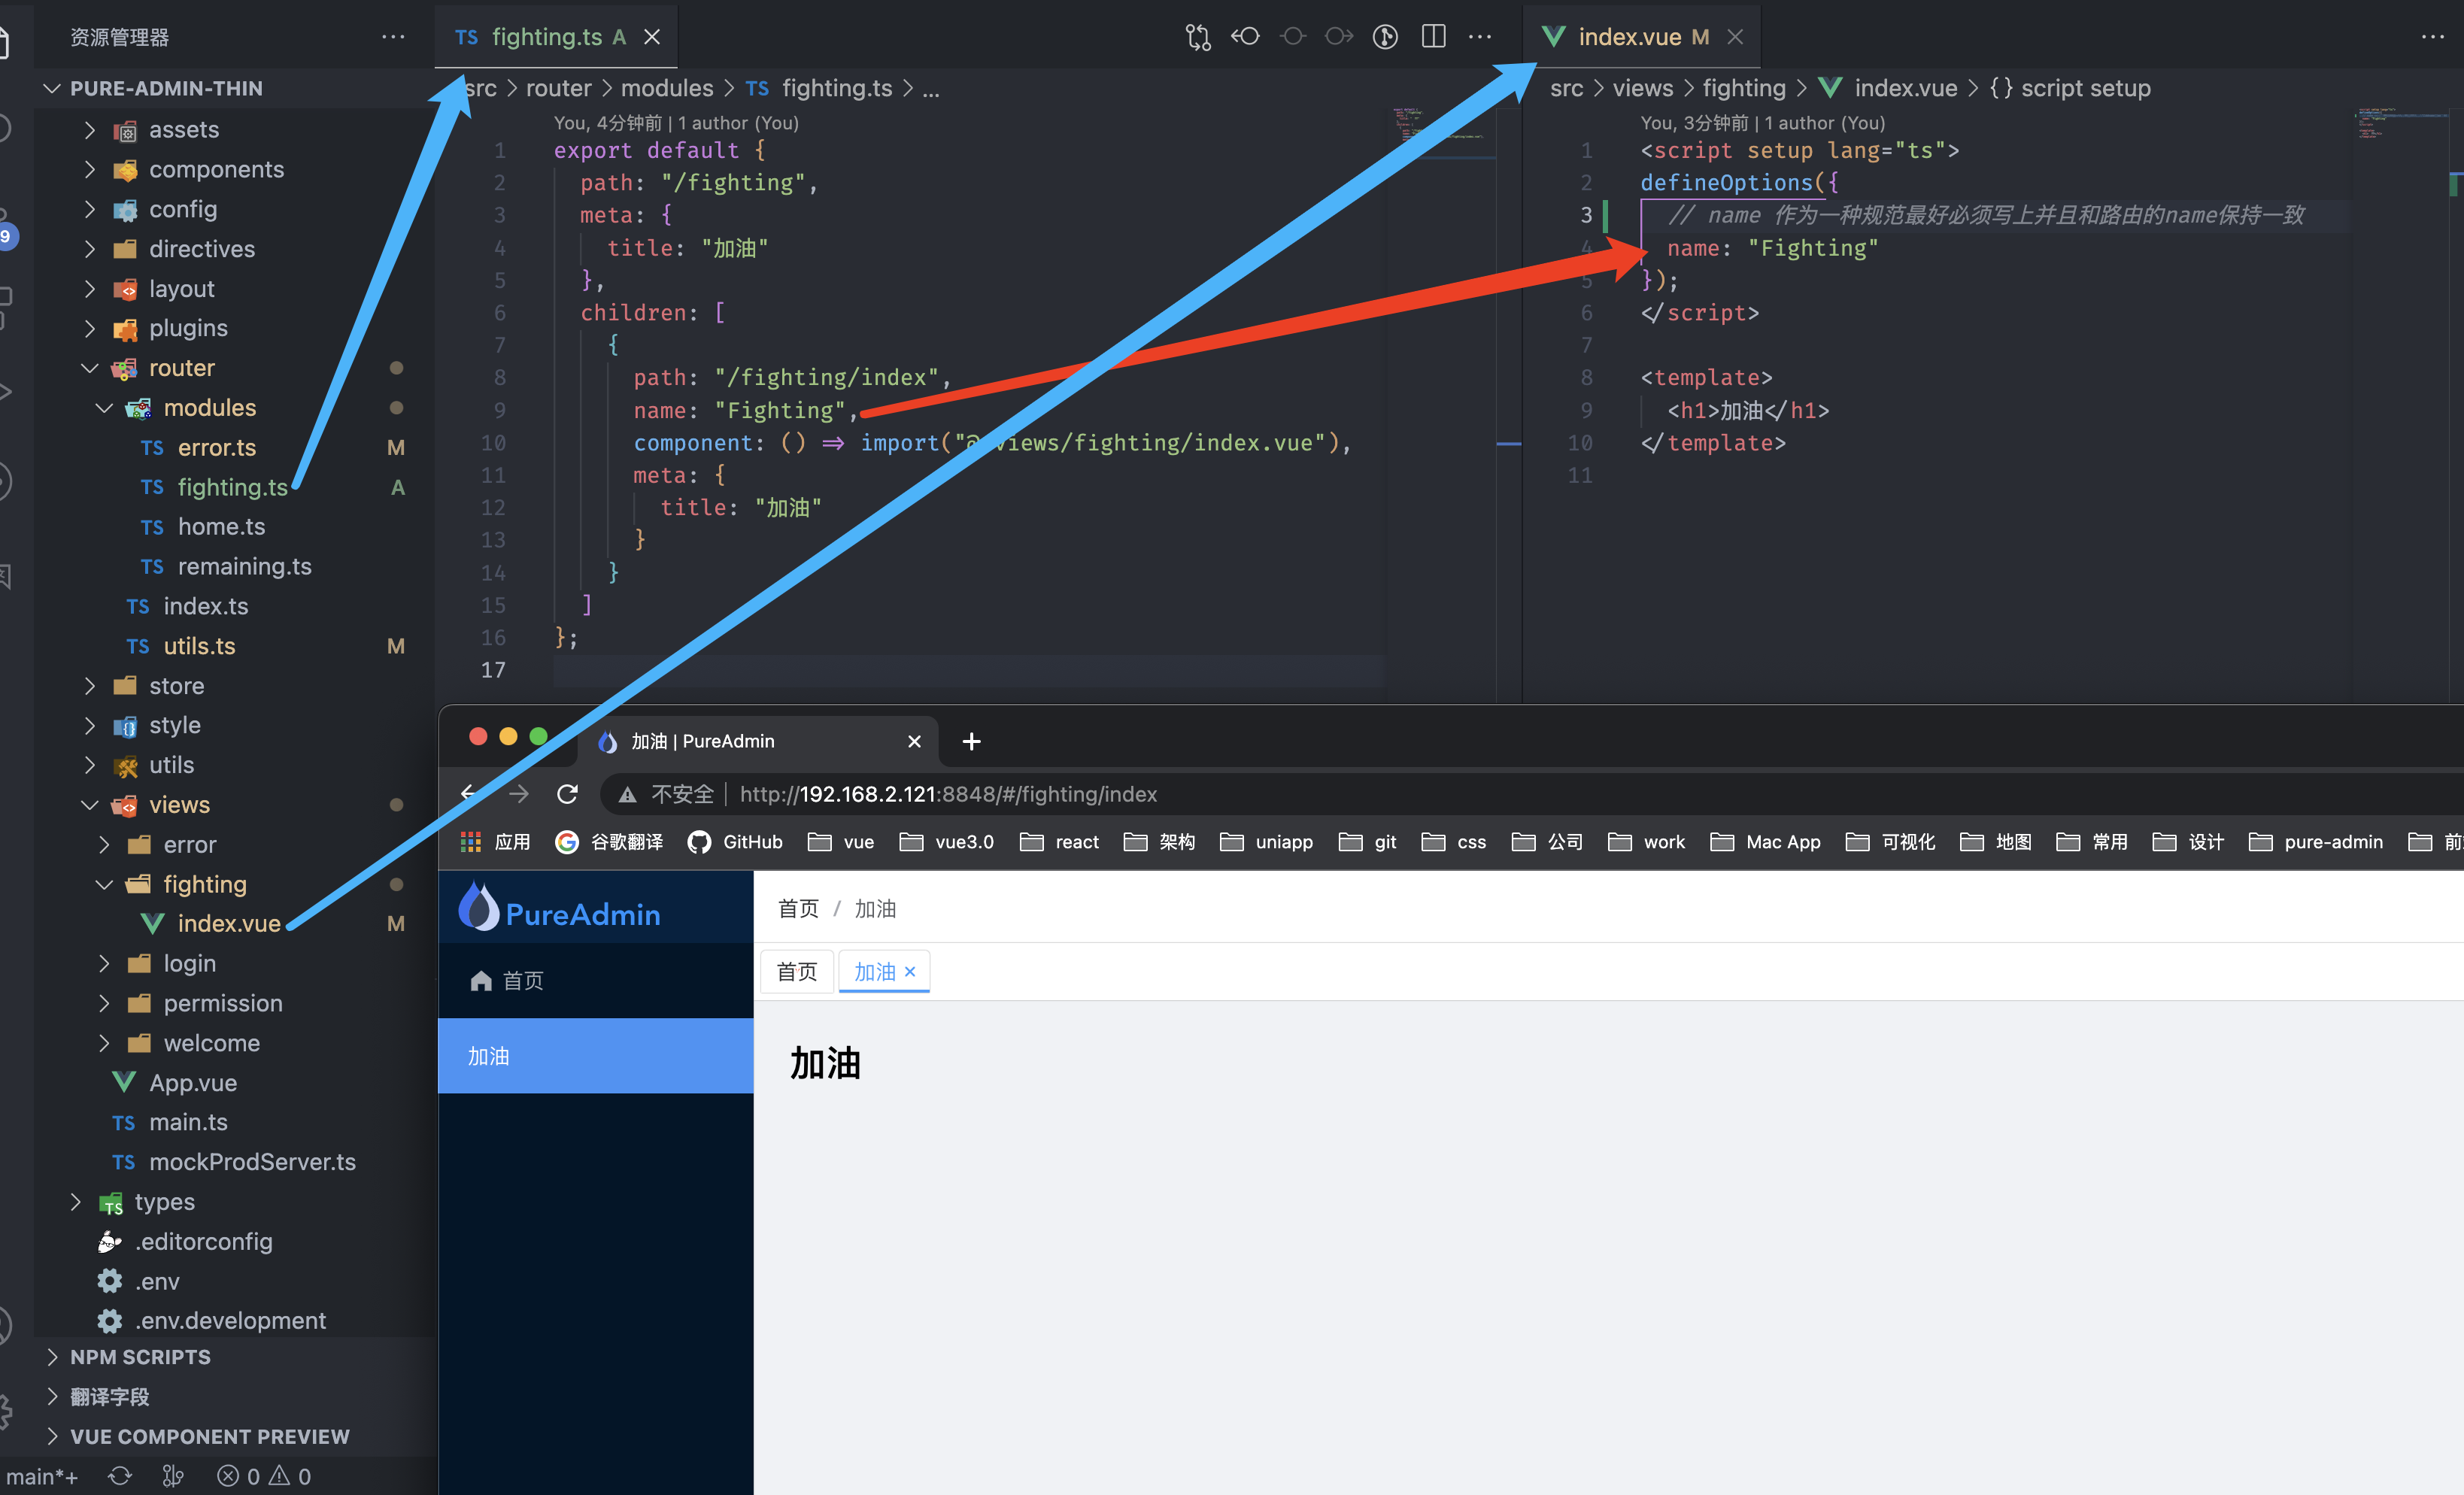 资源管理器
PURE-ADMIN-THIN
assets
components
config
directives
layout
plugins
router
modules
TS error.ts M
TS fighting.ts A
TS home.ts
TS remaining.ts
TS index.ts
TS utils.ts M
store
style
utils
views
error
fighting
index.vue M
login
permission
welcome
App.vue
TS main.ts
TS mockProdServer.ts
types
.editorconfig
.env
.env.development
NPM SCRIPTS
翻译字段
VUE COMPONENT PREVIEW
main*+ 0 0
9
TS fighting.ts A
src > router > modules > TS fighting.ts > ...
You, 4分钟前 | 1 author (You)
1 export default {
2 path: "/fighting",
3 meta: {
4 title: "加油"
5 },
6 children: [
7 {
8 path: "/fighting/index",
9 name: "Fighting",
10 component: () => import("@/views/fighting/index.vue"),
11 meta: {
12 title: "加油"
13 }
14 }
15 ]
16 };
17
index.vue M
src > views > fighting > index.vue > {} script setup
You, 3分钟前 | 1 author (You)
1 <script setup lang="ts">
2 defineOptions({
3 // name 作为一种规范最好必须写上并且和路由的name保持一致
4 name: "Fighting"
5 });
6 </script>
7
8 <template>
9 <h1>加油</h1>
10 </template>
11
加油 | PureAdmin
不安全 | http://192.168.2.121:8848/#/fighting/index
应用 谷歌翻译 GitHub vue vue3.0 react 架构 uniapp git css 公司 work Mac App 可视化 地图 常用 设计 pure-admin 前
PureAdmin
首页
加油
首页 / 加油
首页 加油
加油